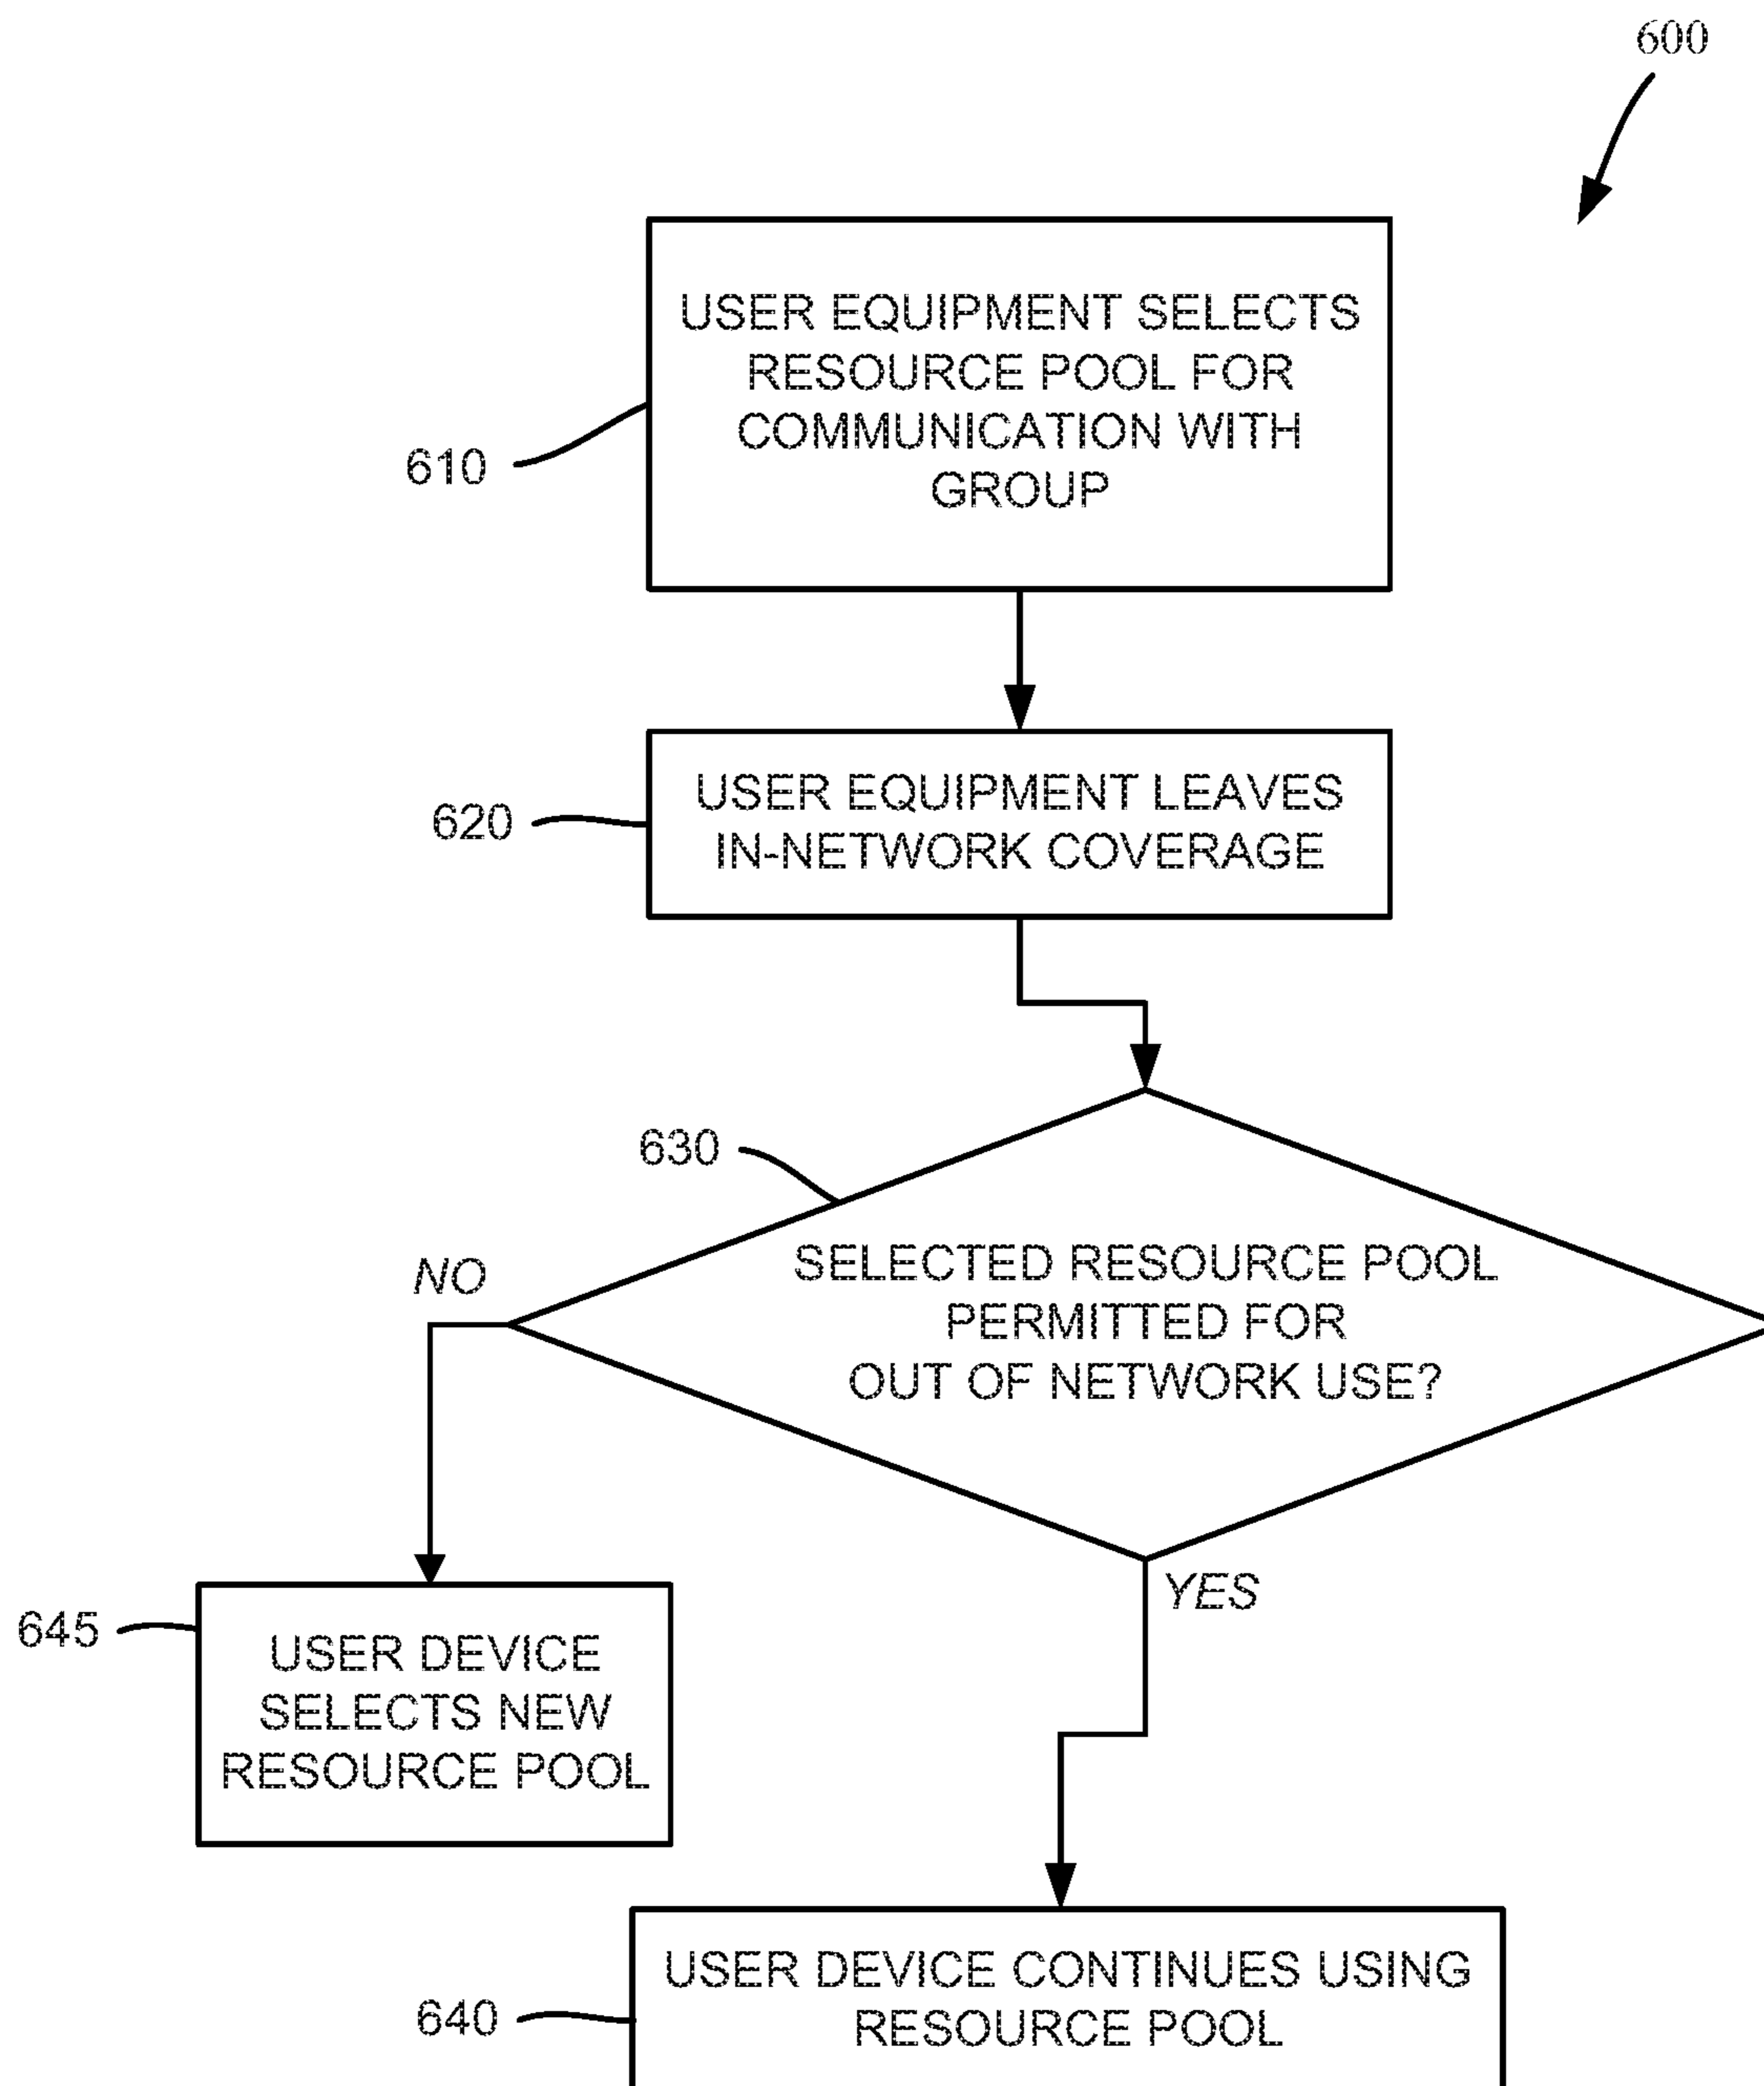 600
USER EQUIPMENT SELECTS
RESOURCE POOL FOR
COMMUNICATION WITH
GROUP
610
USER EQUIPMENT LEAVES
IN-NETWORK COVERAGE
620
630
SELECTED RESOURCE POOL
PERMITTED FOR
OUT OF NETWORK USE?
NO
YES
645
USER DEVICE
SELECTS NEW
RESOURCE POOL
USER DEVICE CONTINUES USING
RESOURCE POOL
640